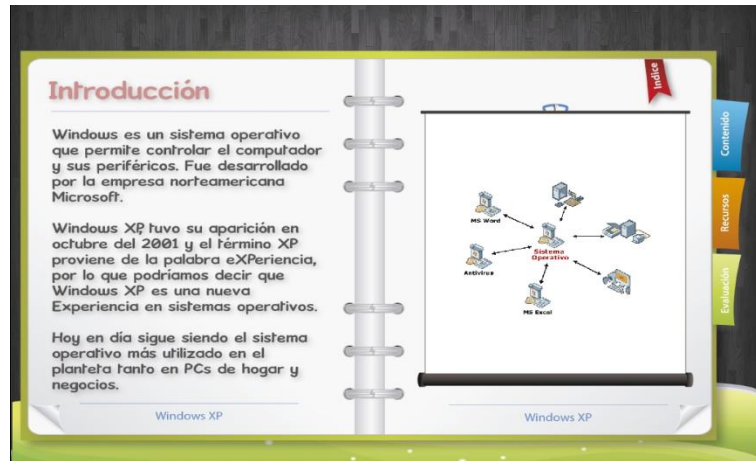 Introducción
Windows es un sistema operativo
que permite controlar el computador
y sus periféricos. Fue desarrollado
por la empresa norteamericana
Microsoft.
Windows XP, tuvo su aparición en
octubre del 2001 y el término XP
proviene de la palabra eXPeriencia,
por lo que podríamos decir que
Windows XP es una nueva
Experiencia en sistemas operativos.
Hoy en día sigue siendo el sistema
operativo más utilizado en el
planteta tanto en PCs de hogar y
negocios.
Windows XP
Indice
MS Word
Sistema
Operativo
Antivirus
MS Excel
Windows XP
Contenido
Recursos
Evaluación